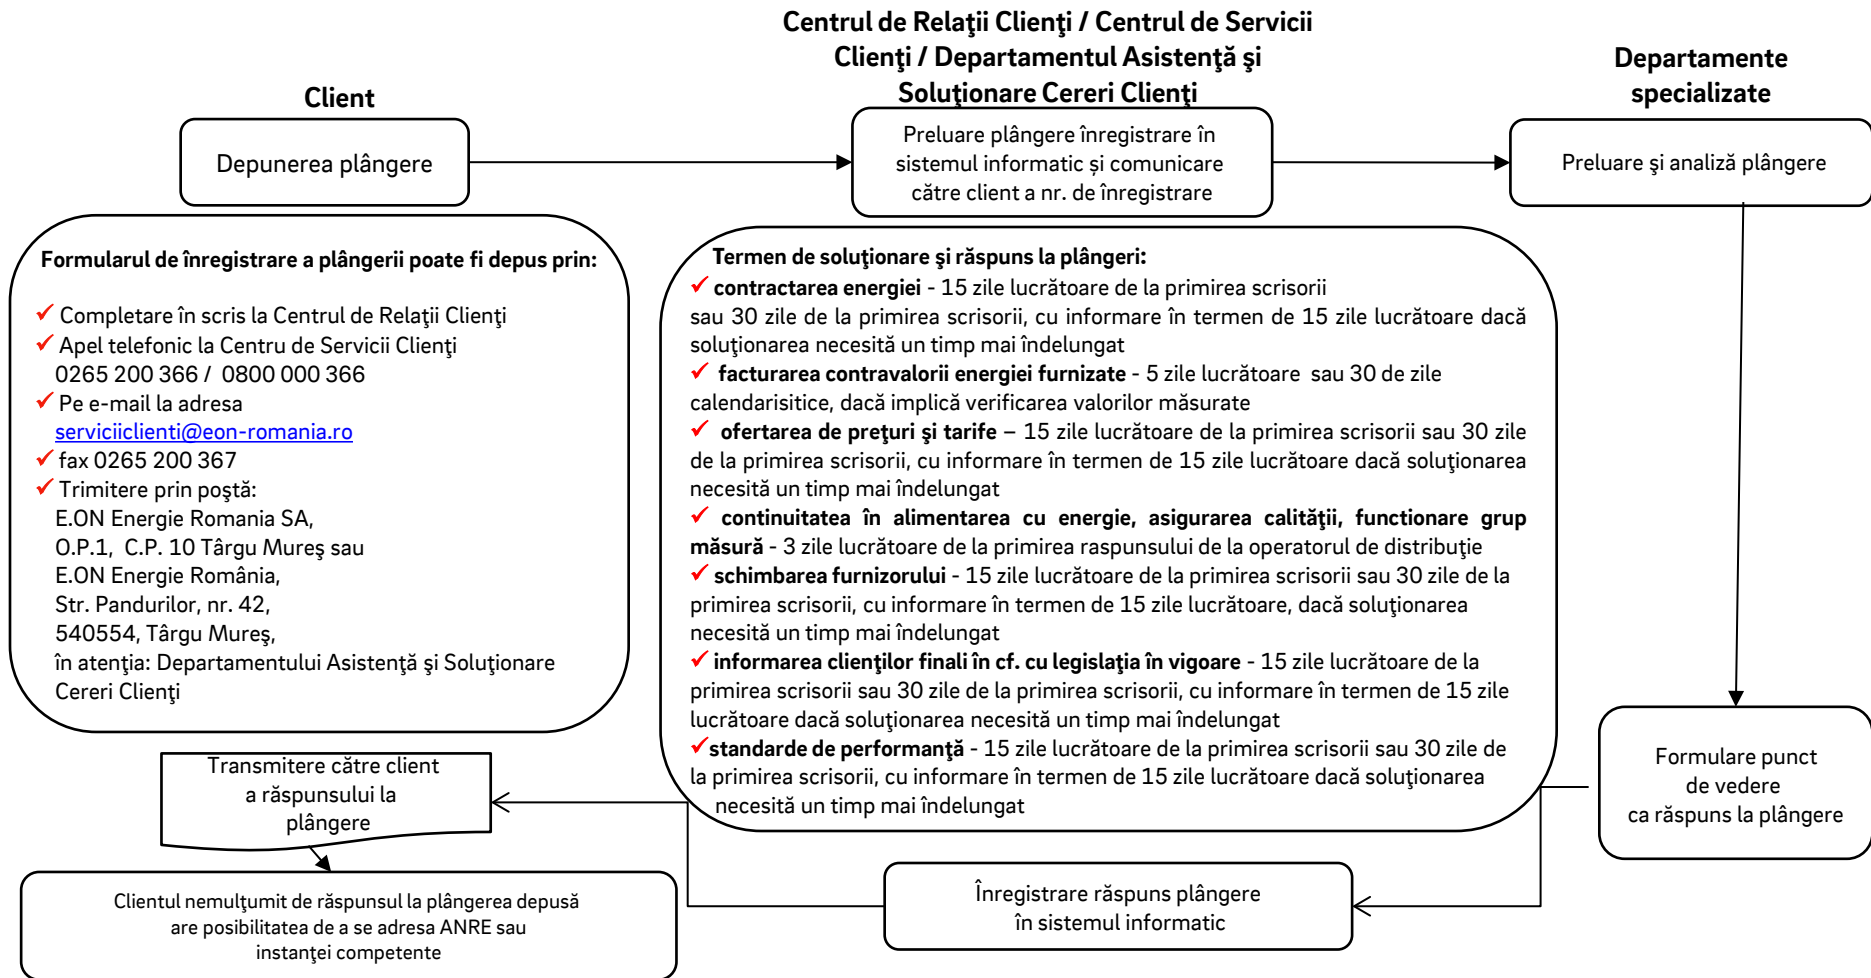 Centrul de Relaţii Clienţi / Centrul de Servicii
Clienţi / Departamentul Asistenţă şi
Soluţionare Cereri Clienţi
Departamente
specializate
Client
Depunerea plângere
Preluare plângere înregistrare în
sistemul informatic și comunicare
către client a nr. de înregistrare
Preluare şi analiză plângere
Formularul de înregistrare a plângerii poate fi depus prin:
✓ Completare în scris la Centrul de Relaţii Clienţi
✓ Apel telefonic la Centru de Servicii Clienţi
0265 200 366 / 0800 000 366
✓ Pe e-mail la adresa
serviciiclienti@eon-romania.ro
✓ fax 0265 200 367
✓ Trimitere prin poştă:
E.ON Energie Romania SA,
O.P.1, C.P. 10 Târgu Mureş sau
E.ON Energie România,
Str. Pandurilor, nr. 42,
540554, Târgu Mureş,
în atenţia: Departamentului Asistenţă şi Soluţionare
Cereri Clienţi
Termen de soluţionare şi răspuns la plângeri:
✓ contractarea energiei - 15 zile lucrătoare de la primirea scrisorii
sau 30 zile de la primirea scrisorii, cu informare în termen de 15 zile lucrătoare dacă
soluţionarea necesită un timp mai îndelungat
✓ facturarea contravalorii energiei furnizate - 5 zile lucrătoare sau 30 de zile
calendarisitice, dacă implică verificarea valorilor măsurate
✓ ofertarea de preţuri şi tarife – 15 zile lucrătoare de la primirea scrisorii sau 30 zile
de la primirea scrisorii, cu informare în termen de 15 zile lucrătoare dacă soluţionarea
necesită un timp mai îndelungat
✓ continuitatea în alimentarea cu energie, asigurarea calităţii, functionare grup
măsură - 3 zile lucrătoare de la primirea raspunsului de la operatorul de distribuţie
✓ schimbarea furnizorului - 15 zile lucrătoare de la primirea scrisorii sau 30 zile de la
primirea scrisorii, cu informare în termen de 15 zile lucrătoare, dacă soluţionarea
necesită un timp mai îndelungat
✓ informarea clienţilor finali în cf. cu legislaţia în vigoare - 15 zile lucrătoare de la
primirea scrisorii sau 30 zile de la primirea scrisorii, cu informare în termen de 15 zile
lucrătoare dacă soluţionarea necesită un timp mai îndelungat
✓ standarde de performanţă - 15 zile lucrătoare de la primirea scrisorii sau 30 zile de
la primirea scrisorii, cu informare în termen de 15 zile lucrătoare dacă soluţionarea
necesită un timp mai îndelungat
Formulare punct
de vedere
ca răspuns la plângere
Transmitere către client
a răspunsului la
plângere
Înregistrare răspuns plângere
în sistemul informatic
Clientul nemulţumit de răspunsul la plângerea depusă
are posibilitatea de a se adresa ANRE sau
instanţei competente